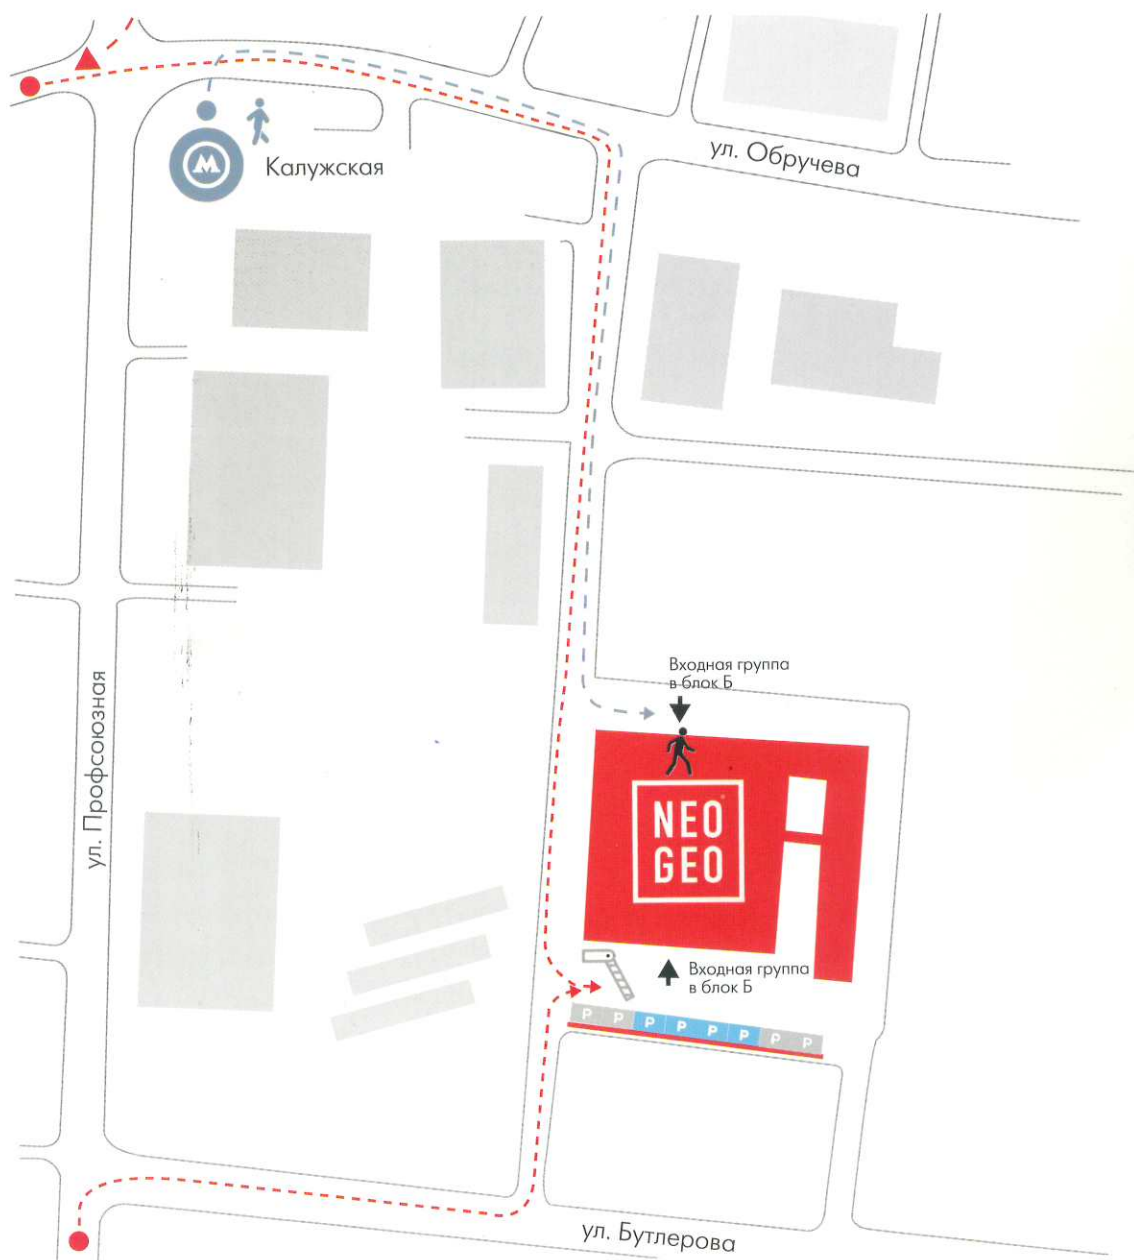 ул. Обручева
М
Калужская
Входная группа
в блок Б
ул. Профсоюзная
NEO
GEO
Входная группа
в блок Б
P P P P P P P P
ул. Бутлерова